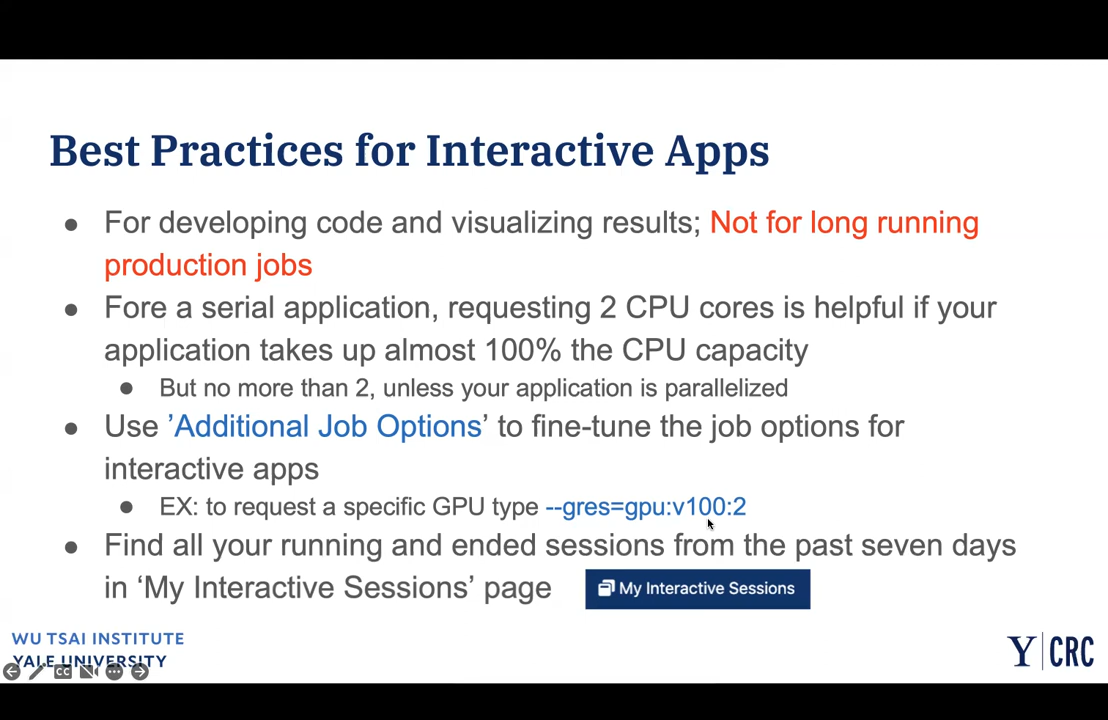 Best Practices for Interactive Apps
● For developing code and visualizing results; Not for long running
production jobs
● Fore a serial application, requesting 2 CPU cores is helpful if your
application takes up almost 100% the CPU capacity
● But no more than 2, unless your application is parallelized
● Use ’Additional Job Options’ to fine-tune the job options for
interactive apps
● EX: to request a specific GPU type --gres=gpu:v100:2
● Find all your running and ended sessions from the past seven days
in ‘My Interactive Sessions’ page
My Interactive Sessions
WU TSAI INSTITUTE
YALE UNIVERSITY
CC
Y | CRC